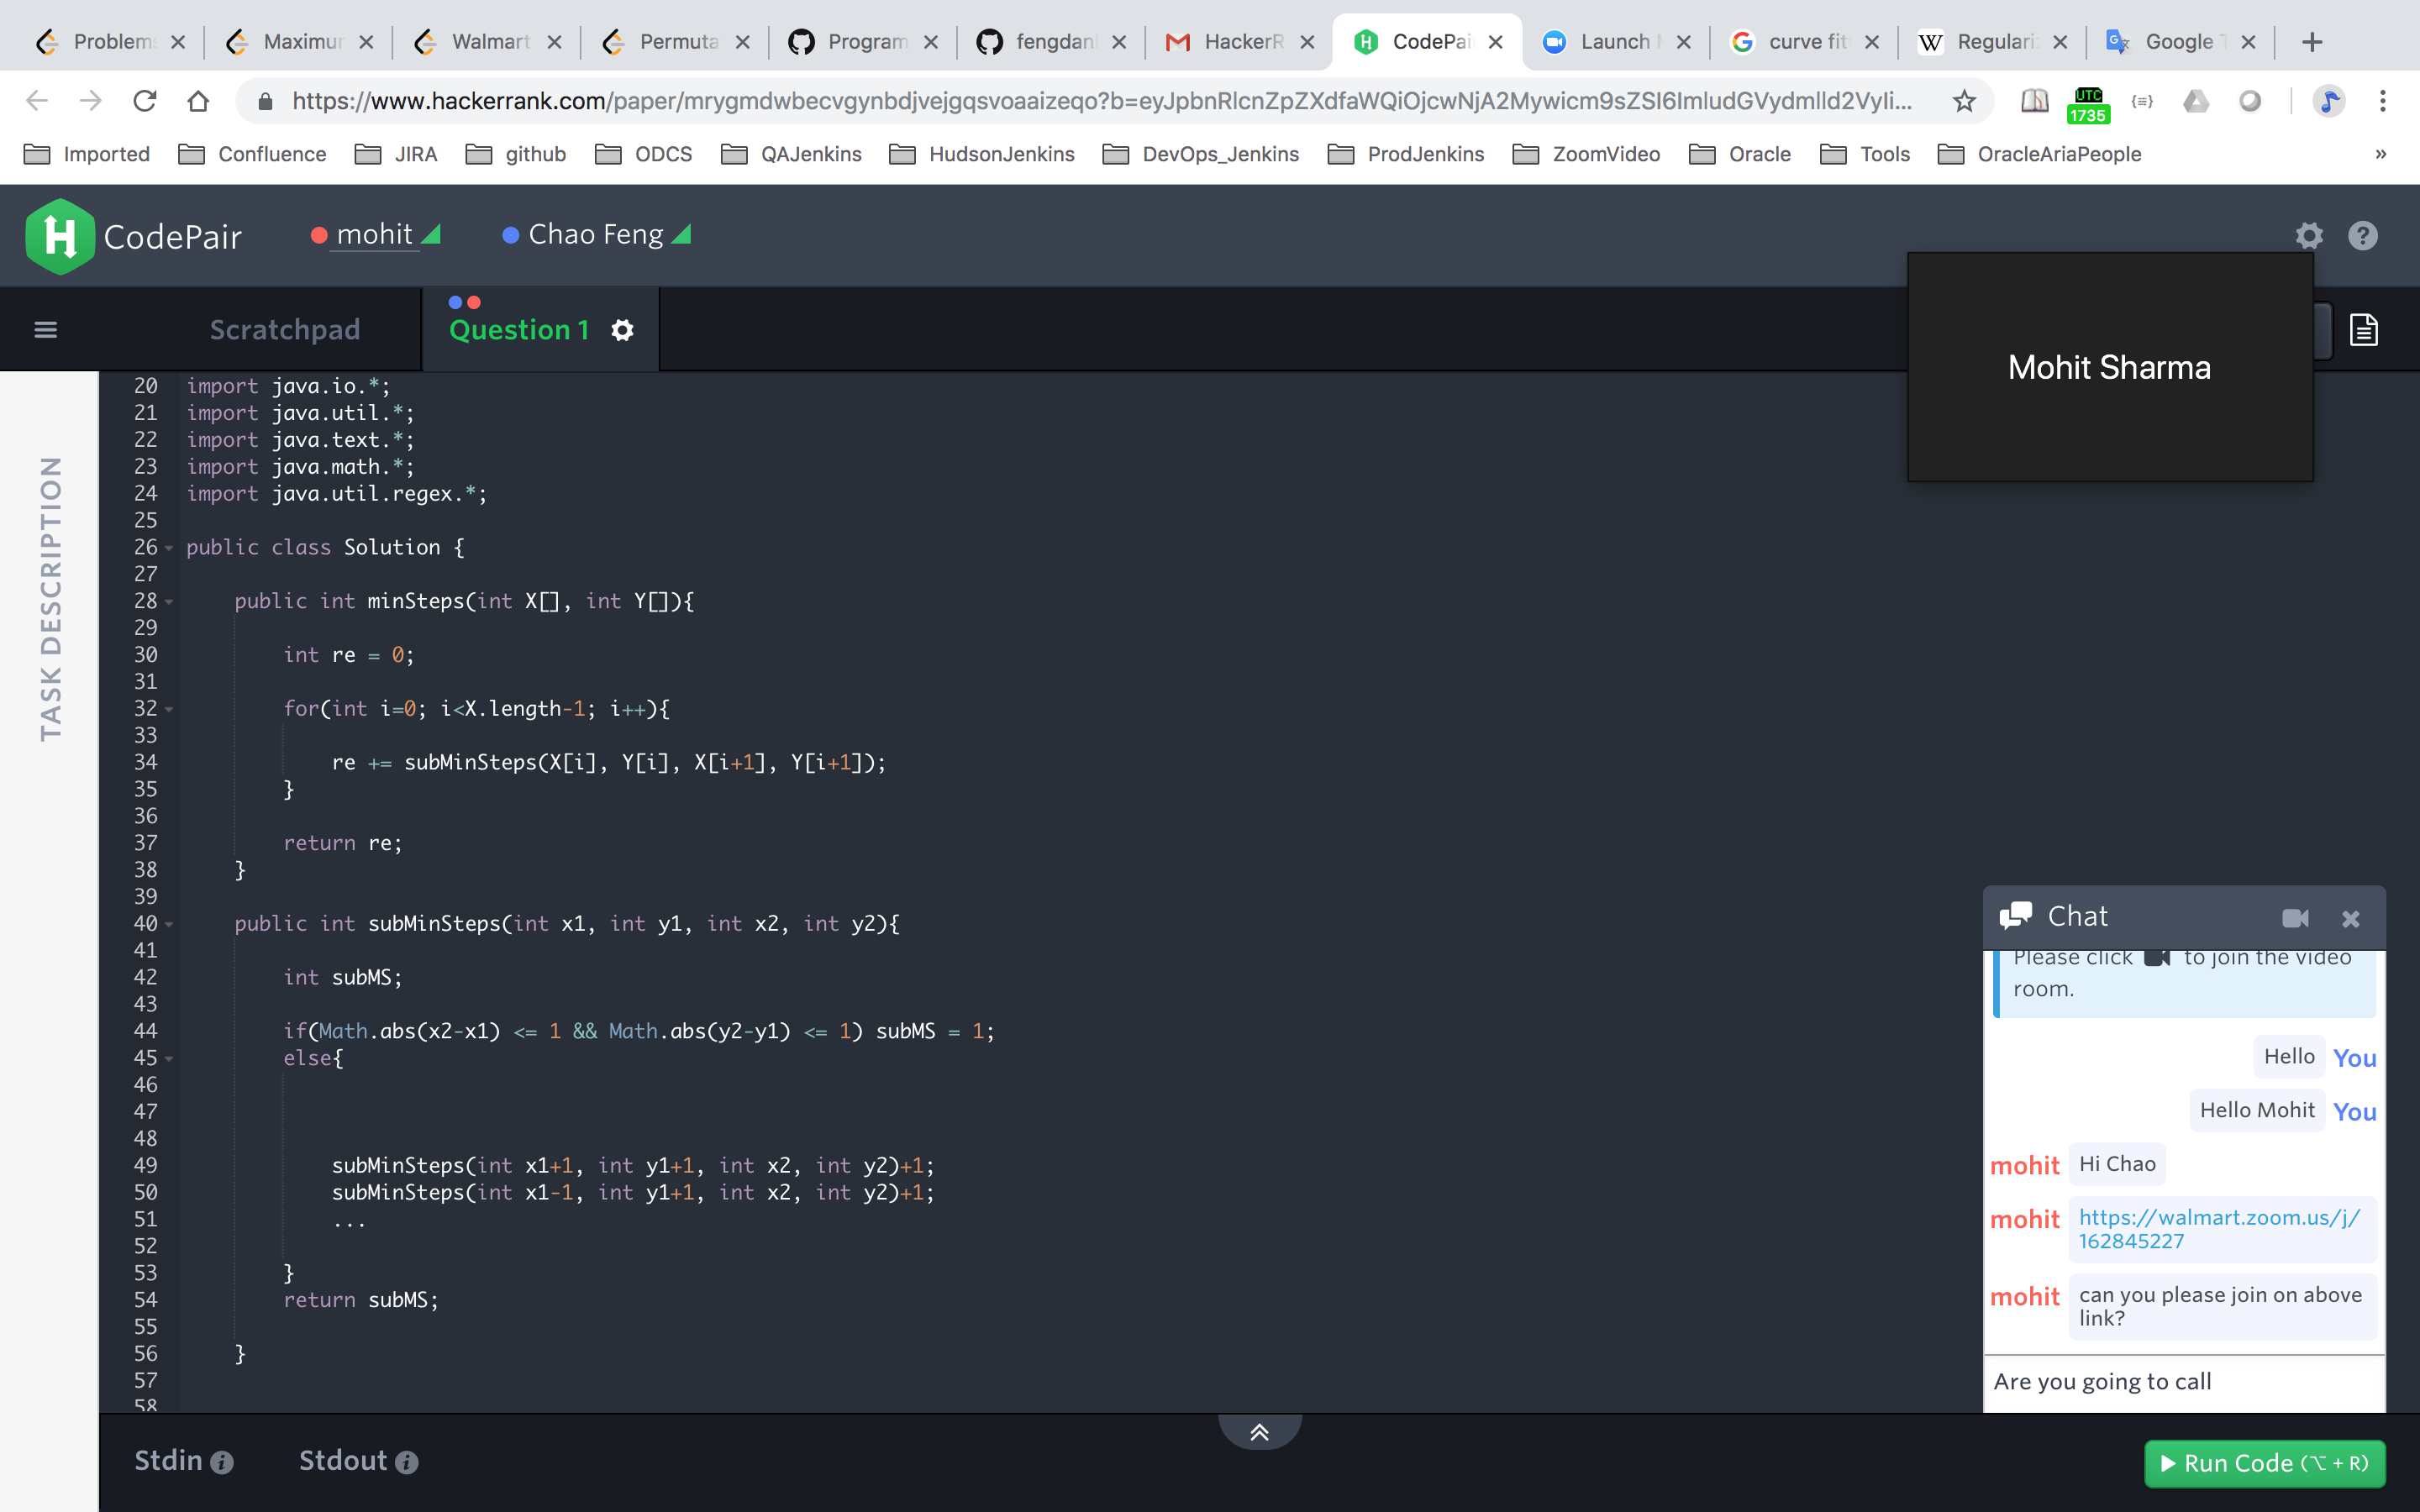 Problem
Maximum
Walmart
Permuta
Program
fengdanl
HackerR
CodePai
Launch
curve fit
Regulari
Google T
https://www.hackerrank.com/paper/mrygmdwbecvgynbdjvejgqsvoaaizeqo?b=eyJpbnRlcnZpZXdfaWQiOjcwNjA2Mywicm9sZSI6ImludGVydmlld2VyIi...
UTC
1735
Imported
Confluence
JIRA
github
ODCS
QAJenkins
HudsonJenkins
DevOps_Jenkins
ProdJenkins
ZoomVideo
Oracle
Tools
OracleAriaPeople
»
CodePair
mohit
Chao Feng
Scratchpad
Question 1
Mohit Sharma
TASK DESCRIPTION
20 import java.io.*;
21 import java.util.*;
22 import java.text.*;
23 import java.math.*;
24 import java.util.regex.*;
25
26 public class Solution {
27
28 public int minSteps(int X[], int Y[]){
29
30 int re = 0;
31
32 for(int i=0; i<X.length-1; i++){
33
34 re += subMinSteps(X[i], Y[i], X[i+1], Y[i+1]);
35 }
36
37 return re;
38 }
39
40 public int subMinSteps(int x1, int y1, int x2, int y2){
41
42 int subMS;
43
44 if(Math.abs(x2-x1) <= 1 && Math.abs(y2-y1) <= 1) subMS = 1;
45 else{
46
47
48
49 subMinSteps(int x1+1, int y1+1, int x2, int y2)+1;
50 subMinSteps(int x1-1, int y1+1, int x2, int y2)+1;
51 ...
52
53 }
54 return subMS;
55
56 }
57
58
Chat
Please click to join the video
room.
Hello You
Hello Mohit You
mohit Hi Chao
mohit https://walmart.zoom.us/j/
162845227
mohit can you please join on above
link?
Are you going to call
Stdin
Stdout
Run Code (⌥ + R)